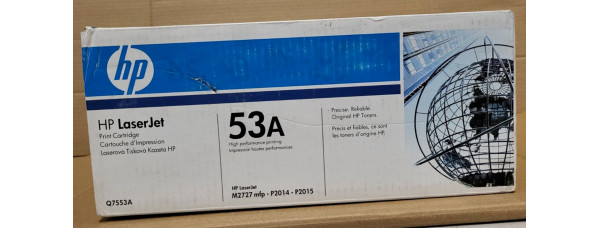 hp
HP LaserJet
Print Cartridge
Cartouche d'Impression
Laserova Tisková Kazeta HP
Q7553A
53A
High performance printing
Impression hautes performances
HP LaserJet
M2727 mfp - P2014 - P2015
Precise. Reliable.
Original HP Toners.
Précis et fiables, ce sont
les toners d'origine HP.